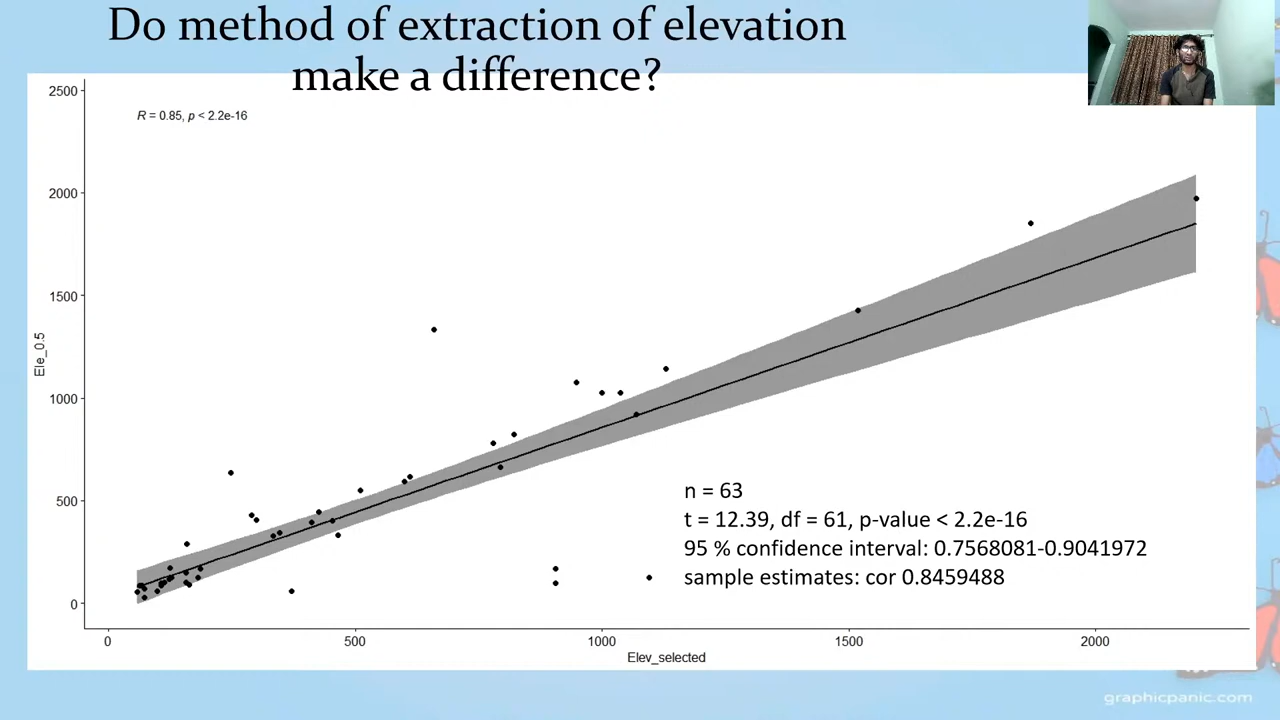 Do method of extraction of elevation
make a difference?
R = 0.85, p < 2.2e-16
2500
2000
1500
1000
500
0
Ele_0.5
n = 63
t = 12.39, df = 61, p-value < 2.2e-16
95 % confidence interval: 0.7568081-0.9041972
sample estimates: cor 0.8459488
0 500 1000 1500 2000
Elev_selected
graphicpanic.com